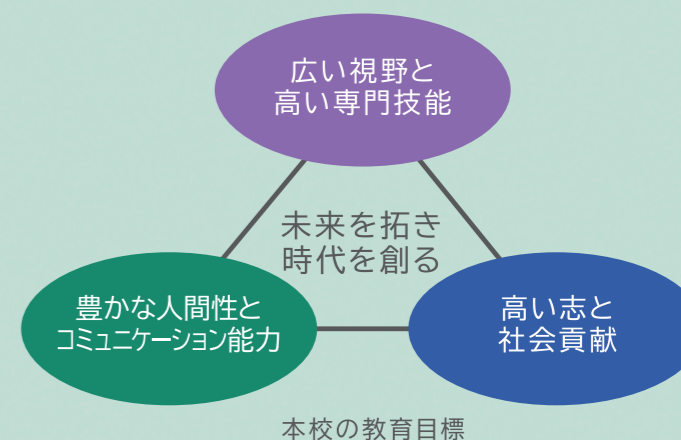 広い視野と
高い専門技能
未来を拓き
時代を創る
豊かな人間性と
コミュニケーション能力
高い志と
社会貢献
本校の教育目標